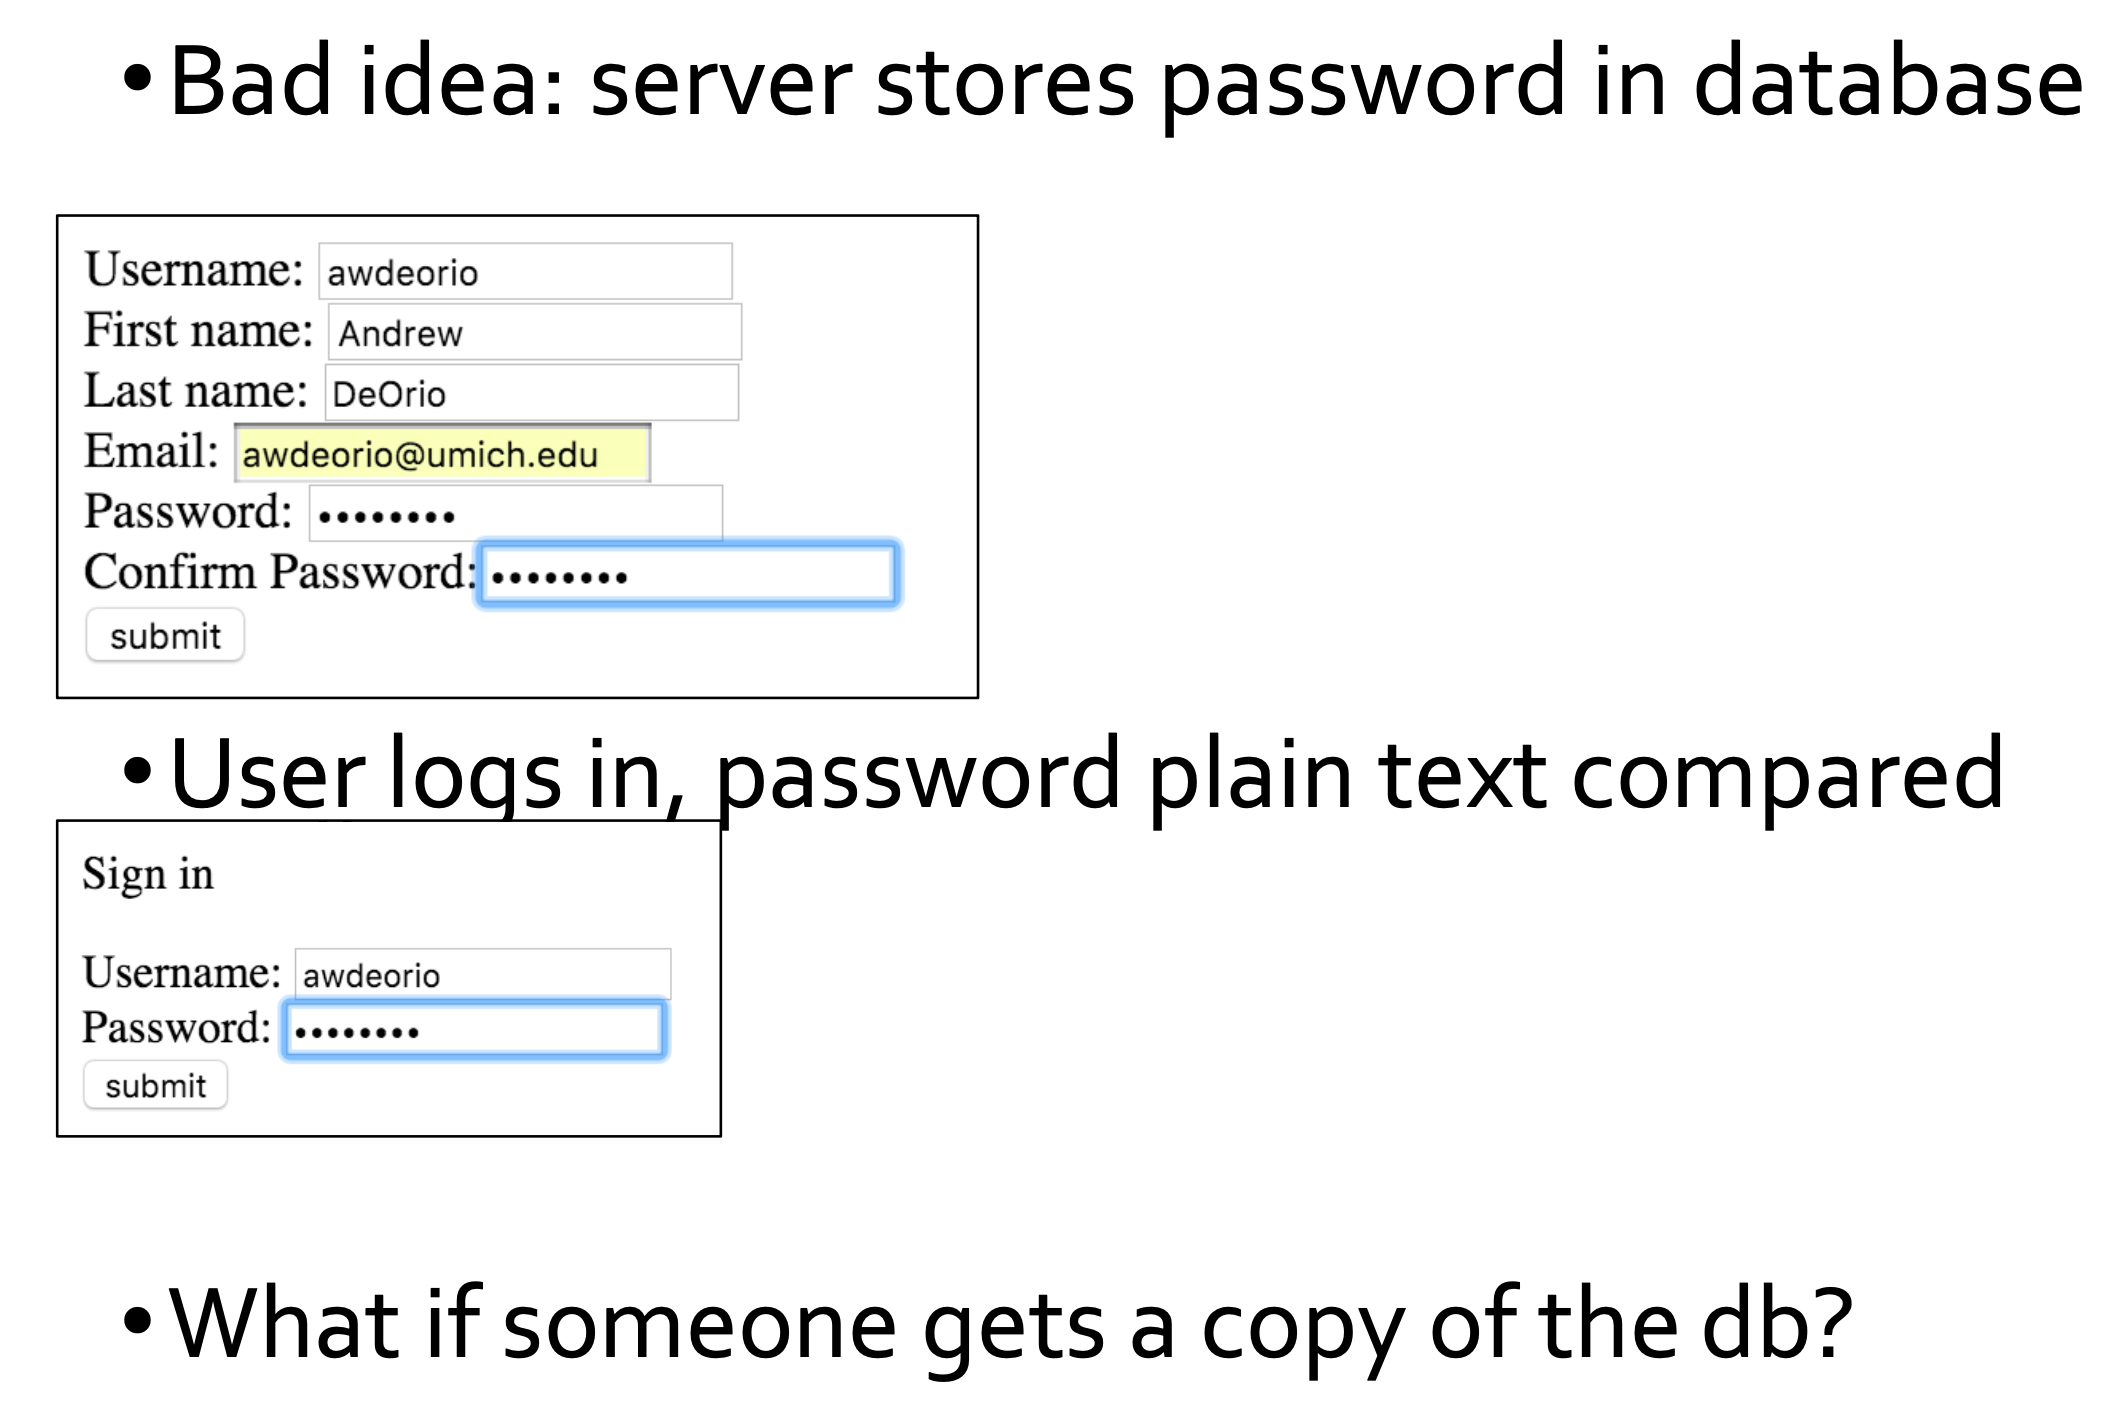 •Bad idea: server stores password in database
Username: awdeorio
First name: Andrew
Last name: DeOrio
Email: awdeorio@umich.edu
Password: ••••••••
Confirm Password: ••••••••
submit
•User logs in, password plain text compared
Sign in
Username: awdeorio
Password: ••••••••
submit
•What if someone gets a copy of the db?